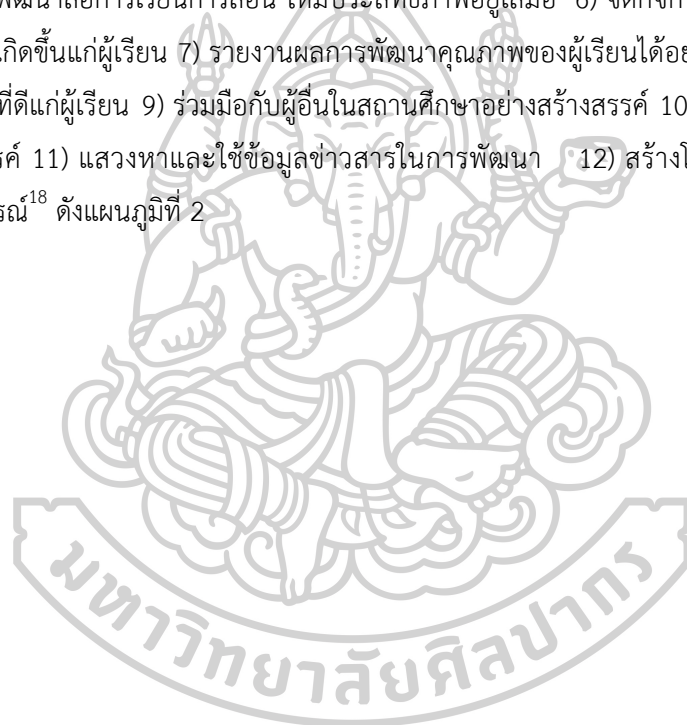 พัฒนาสื่อการเรียนการสอน ให้มีประสิทธิภาพอยู่เสมอ 6) จัดกิจก
เกิดขึ้นแก่ผู้เรียน 7) รายงานผลการพัฒนาคุณภาพของผู้เรียนได้อย
ที่ดีแก่ผู้เรียน 9) ร่วมมือกับผู้อื่นในสถานศึกษาอย่างสร้างสรรค์ 10
รค์ 11) แสวงหาและใช้ข้อมูลข่าวสารในการพัฒนา 12) สร้างโ
รณ์18 ดังแผนภูมิที่ 2
มหาวิทยาลัยศิลปากร